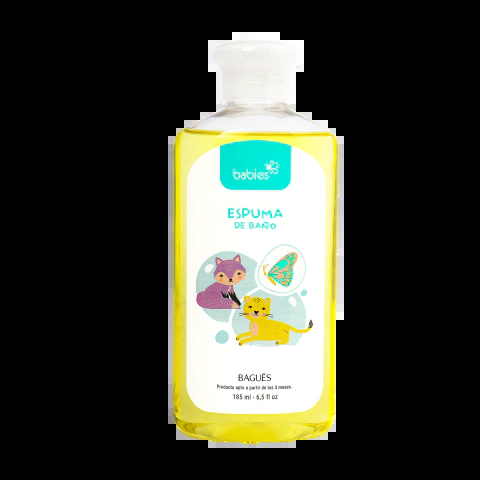 babies
ESPUMA
DE BAÑO
BAGUÉS
Producto apto a partir de los 3 meses.
185 ml - 6,5 fl oz